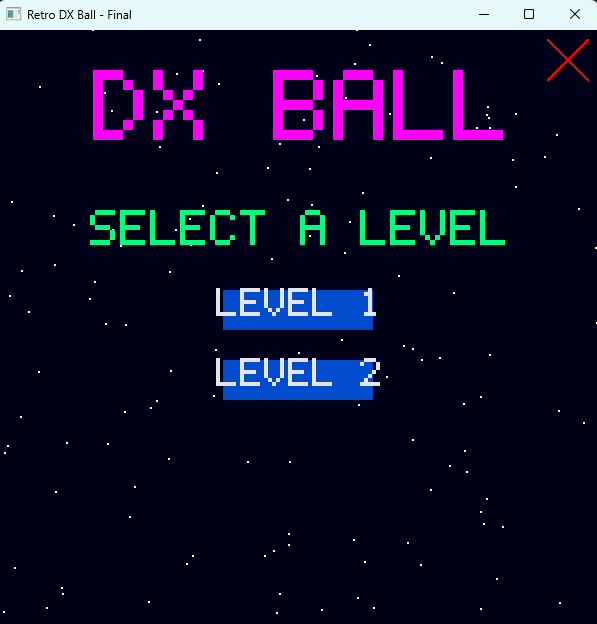 Retro DX Ball - Final
DX BALL
SELECT A LEVEL
LEVEL 1
LEVEL 2